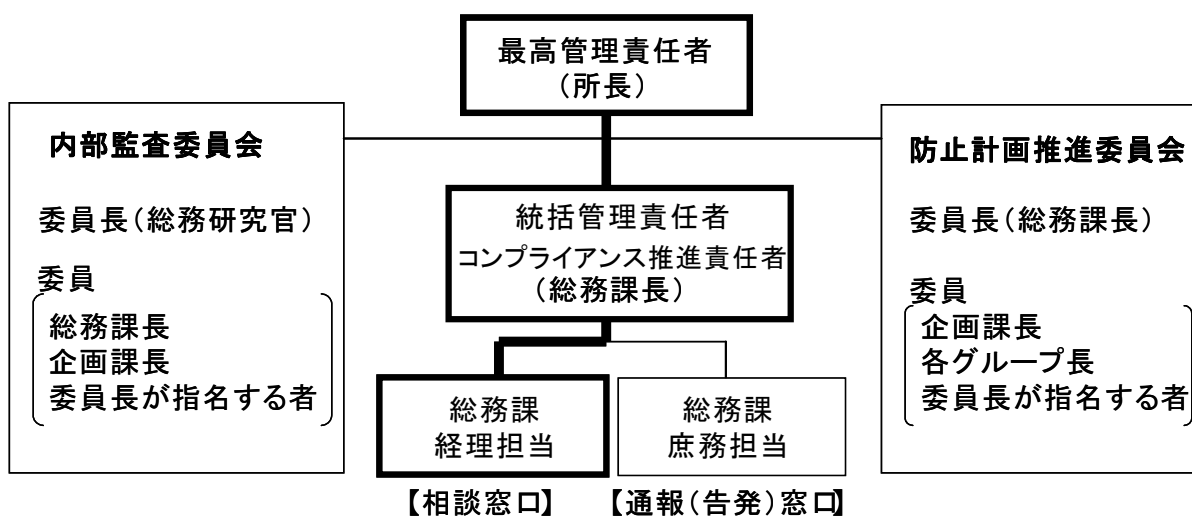 最高管理責任者
(所長)
内部監査委員会
委員長(総務研究官)
委員
総務課長
企画課長
委員長が指名する者
統括管理責任者
コンプライアンス推進責任者
(総務課長)
総務課
経理担当
【相談窓口】
総務課
庶務担当
【通報(告発)窓口】
防止計画推進委員会
委員長(総務課長)
委員
企画課長
各グループ長
委員長が指名する者